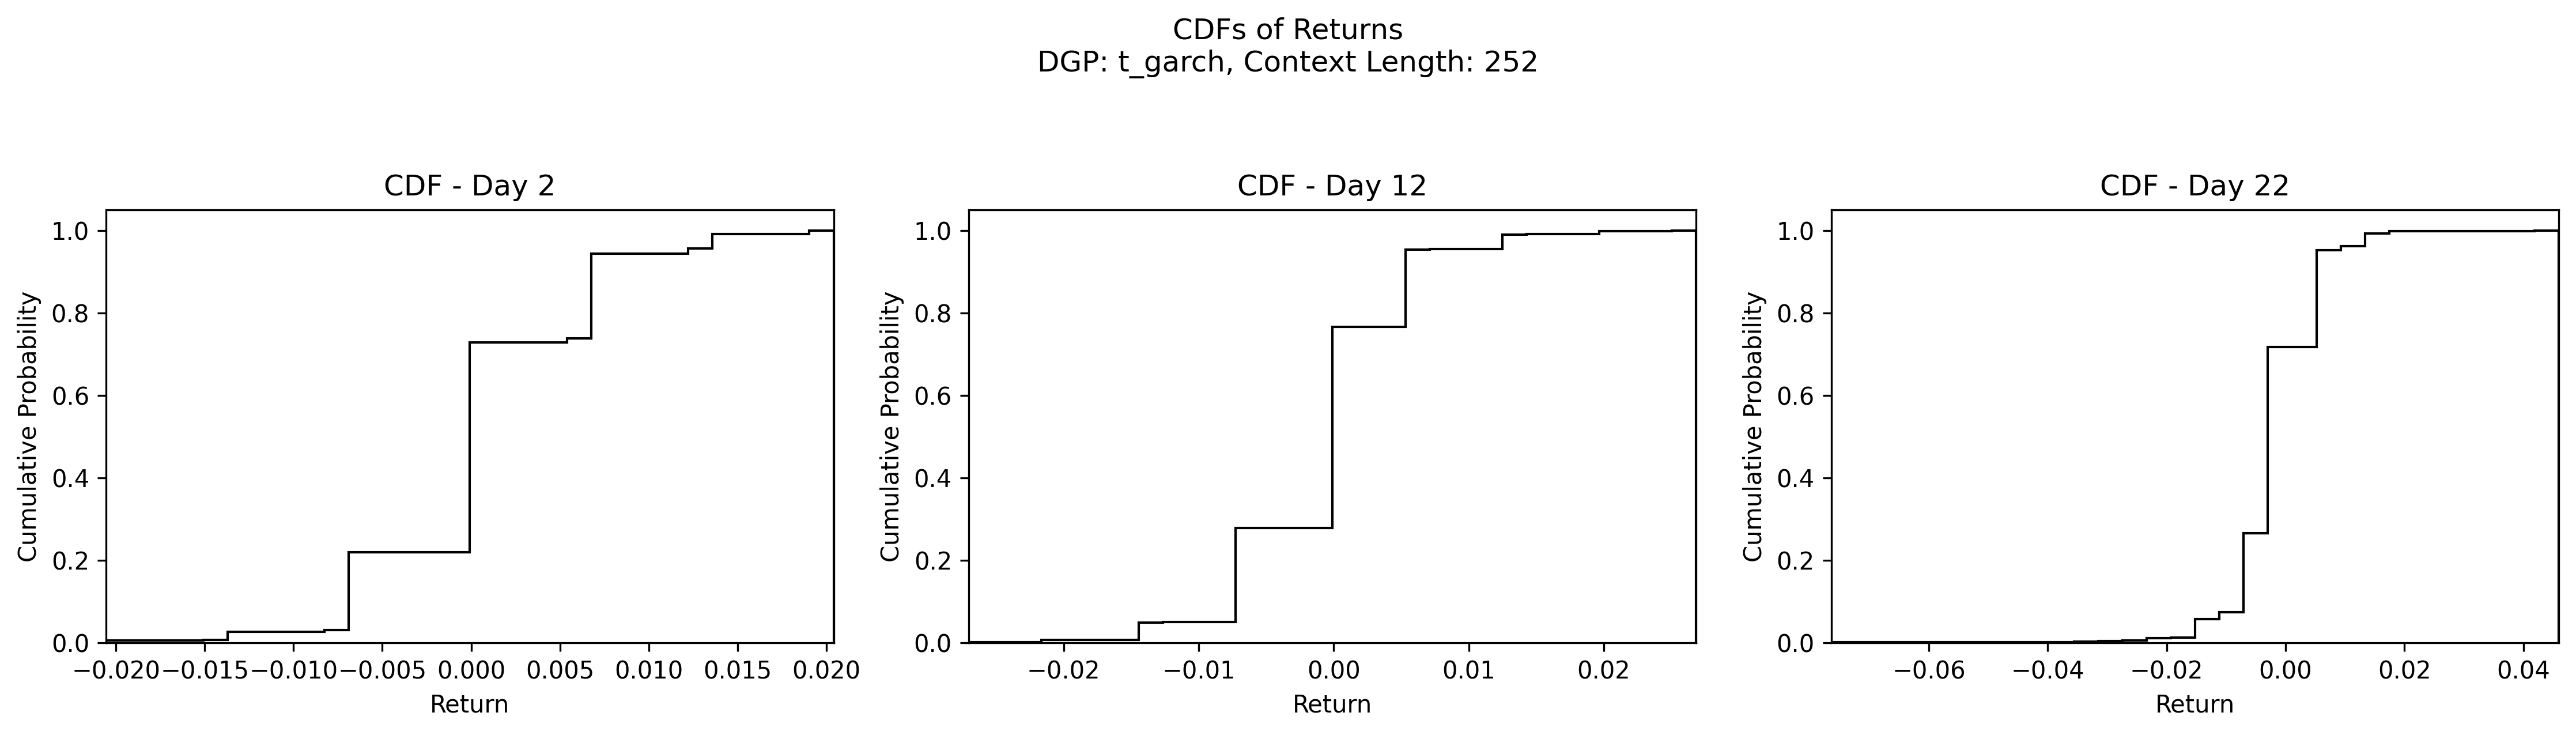 CDFs of Returns
DGP: t_garch, Context Length: 252
CDF - Day 2
Cumulative Probability
1.0
0.8
0.6
0.4
0.2
0.0
−0.020 −0.015 −0.010 −0.005 0.000 0.005 0.010 0.015 0.020
Return
CDF - Day 12
Cumulative Probability
1.0
0.8
0.6
0.4
0.2
0.0
−0.02 −0.01 0.00 0.01 0.02
Return
CDF - Day 22
Cumulative Probability
1.0
0.8
0.6
0.4
0.2
0.0
−0.06 −0.04 −0.02 0.00 0.02 0.04
Return